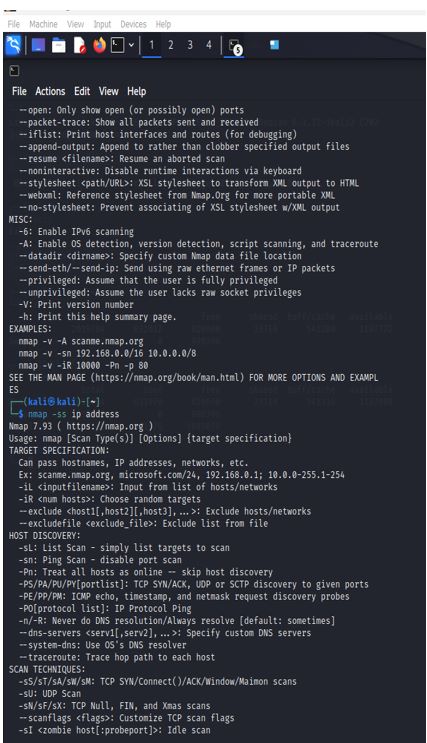 File Machine View Input Devices Help
1 2 3 4
5
File Actions Edit View Help
--open: Only show open (or possibly open) ports
--packet-trace: Show all packets sent and received
--iflist: Print host interfaces and routes (for debugging)
--append-output: Append to rather than clobber specified output files
--resume <filename>: Resume an aborted scan
--noninteractive: Disable runtime interactions via keyboard
--stylesheet <path/URL>: XSL stylesheet to transform XML output to HTML
--webxml: Reference stylesheet from Nmap.Org for more portable XML
--no-stylesheet: Prevent associating of XSL stylesheet w/XML output
MISC:
-6: Enable IPv6 scanning
-A: Enable OS detection, version detection, script scanning, and traceroute
--datadir <dirname>: Specify custom Nmap data file location
--send-eth/--send-ip: Send using raw ethernet frames or IP packets
--privileged: Assume that the user is fully privileged
--unprivileged: Assume the user lacks raw socket privileges
-V: Print version number
-h: Print this help summary page.
EXAMPLES:
nmap -v -A scanme.nmap.org
nmap -v -sn 192.168.0.0/16 10.0.0.0/8
nmap -v -iR 10000 -Pn -p 80
SEE THE MAN PAGE (https://nmap.org/book/man.html) FOR MORE OPTIONS AND EXAMPL
ES
┌──(kali㉿kali)-[~]
└─$ nmap -ss ip address
Nmap 7.93 ( https://nmap.org )
Usage: nmap [Scan Type(s)] [Options] {target specification}
TARGET SPECIFICATION:
Can pass hostnames, IP addresses, networks, etc.
Ex: scanme.nmap.org, microsoft.com/24, 192.168.0.1; 10.0.0-255.1-254
-iL <inputfilename>: Input from list of hosts/networks
-iR <num hosts>: Choose random targets
--exclude <host1[,host2][,host3],...>: Exclude hosts/networks
--excludefile <exclude_file>: Exclude list from file
HOST DISCOVERY:
-sL: List Scan - simply list targets to scan
-sn: Ping Scan - disable port scan
-Pn: Treat all hosts as online -- skip host discovery
-PS/PA/PU/PY[portlist]: TCP SYN/ACK, UDP or SCTP discovery to given ports
-PE/PP/PM: ICMP echo, timestamp, and netmask request discovery probes
-PO[protocol list]: IP Protocol Ping
-n/-R: Never do DNS resolution/Always resolve [default: sometimes]
--dns-servers <serv1[,serv2],...>: Specify custom DNS servers
--system-dns: Use OS's DNS resolver
--traceroute: Trace hop path to each host
SCAN TECHNIQUES:
-sS/sT/sA/sW/sM: TCP SYN/Connect()/ACK/Window/Maimon scans
-sU: UDP Scan
-sN/sF/sX: TCP Null, FIN, and Xmas scans
--scanflags <flags>: Customize TCP scan flags
-sI <zombie host[:probeport]>: Idle scan